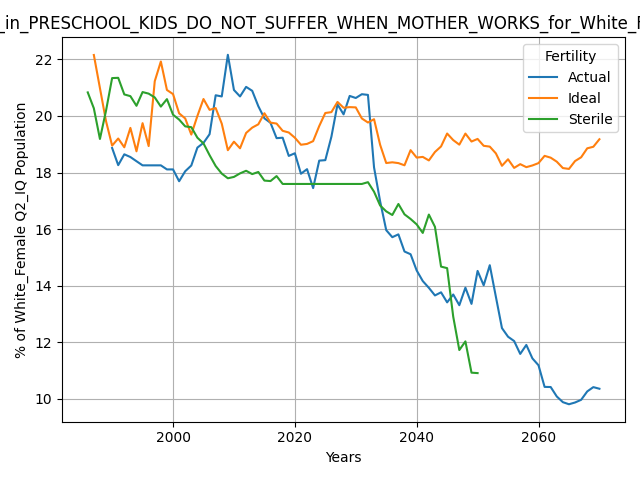 _in_PRESCHOOL_KIDS_DO_NOT_SUFFER_WHEN_MOTHER_WORKS_for_White_
Fertility
Actual
Ideal
Sterile
% of White_Female Q2_IQ Population
22
20
18
16
14
12
10
2000
2020
2040
2060
Years